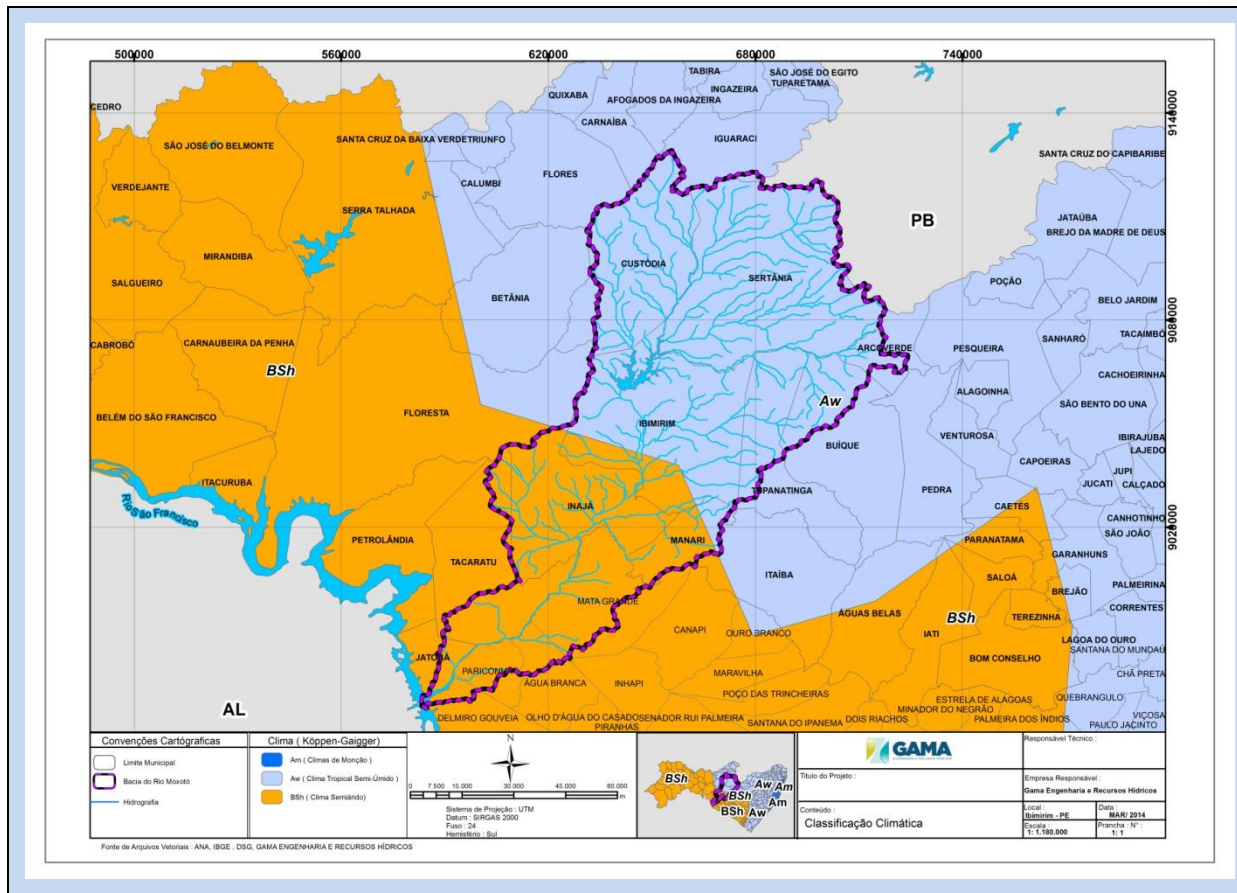 500000 560000 620000 680000 740000
9140000
9080000
9020000
CEDRO
SÃO JOSÉ DO BELMONTE
VERDEJANTE
MIRANDIBA
SALGUEIRO
CABROBÓ
CARNAUBEIRA DA PENHA
BSh
BELÉM DO SÃO FRANCISCO
ITACURUBA
Rio São Francisco
SANTA CRUZ DA BAIXA VERDE
TRIUNFO
SERRA TALHADA
CALUMBI
FLORES
BETÂNIA
FLORESTA
PETROLÂNDIA
TACARATU
JATOBÁ
QUIXABA
CARNAÍBA
TABIRA
AFOGADOS DA INGAZEIRA
INGAZEIRA
SÃO JOSÉ DO EGITO
TUPARETAMA
IGUARACI
CUSTÓDIA
SERTÂNIA
ARCOVERDE
Aw
IBIMIRIM
INAJÁ
MANARI
MATA GRANDE
BUÍQUE
TUPANATINGA
PEDRA
ITAÍBA
PB
SANTA CRUZ DO CAPIBARIBE
JATAÚBA
BREJO DA MADRE DE DEUS
POÇÃO
BELO JARDIM
TACAIMBÓ
SANHARÓ
PESQUEIRA
CACHOEIRINHA
ALAGOINHA
SÃO BENTO DO UNA
VENTUROSA
IBIRAJUBA
LAJEDO
CAPOEIRAS
JUPI
JUCATI
CALÇADO
CAETÉS
CANHOTINHO
SÃO JOÃO
PARANATAMA
GARANHUNS
SALOÁ
BREJÃO
PALMEIRINA
CORRENTES
TEREZINHA
ÁGUAS BELAS
BSh
IATI
LAGOA DO OURO
SANTANA DO MUNDAÚ
BOM CONSELHO
CHÃ PRETA
QUEBRANGULO
VIÇOSA
PAULO JACINTO
ESTRELA DE ALAGOAS
MINADOR DO NEGRÃO
PALMEIRA DOS ÍNDIOS
AL
PARICONHA
ÁGUA BRANCA
INHAPI
CANAPI
OURO BRANCO
MARAVILHA
POÇO DAS TRINCHEIRAS
DELMIRO GOUVEIA
OLHO D'ÁGUA DO CASADO
SENADOR RUI PALMEIRA
PIRANHAS
SANTANA DO IPANEMA
DOIS RIACHOS
Convenções Cartógraficas
Limite Municipal
Bacia do Rio Moxotó
Hidrografia
Clima ( Köppen-Gaigger)
Am ( Climas de Monção )
Aw ( Clima Tropical Semi-Úmido )
BSh ( Clima Semiárido)
N
0 7.500 15.000 30.000 45.000 60.000
m
Sistema de Projeção : UTM
Datum : SIRGAS 2000
Fuso : 24
Hemisfério : Sul
BSh
Aw
Am
BSh
Am
BSh
Aw
GAMA
Título do Projeto :
Conteúdo :
Classificação Climática
Responsável Técnico :
Empresa Responsável :
Gama Engenharia e Recursos Hídricos
Local :
Ibimirim - PE
Data :
MAR/ 2014
Escala :
1: 1.180.000
Prancha : N° :
1: 1
Fonte de Arquivos Vetoriais : ANA, IBGE , DSG, GAMA ENGENHARIA E RECURSOS HÍDRICOS